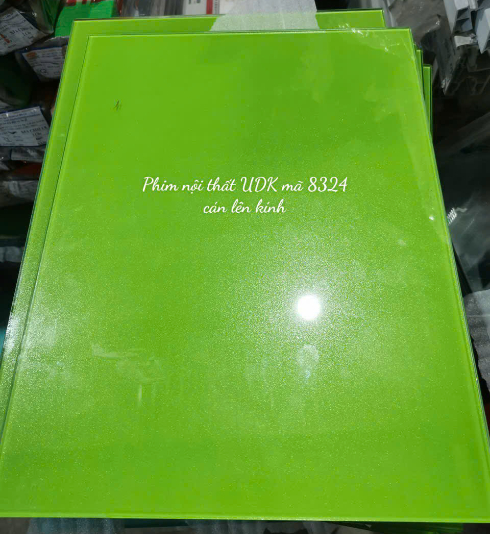 Phim nội thất UDK mã 8324
cán lên kính